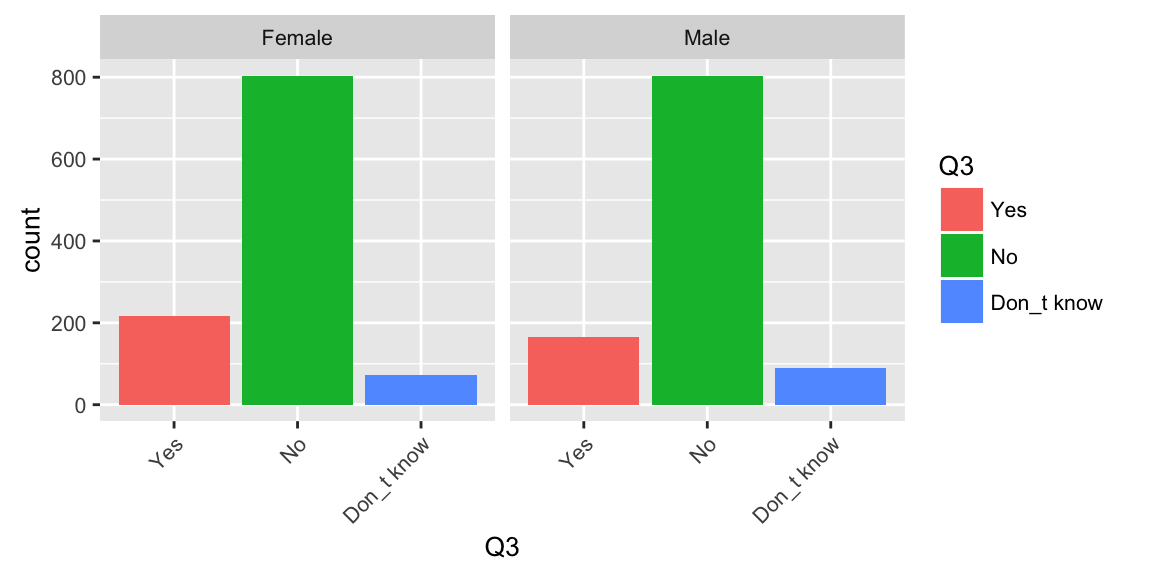 Female
Male
800
600
400
200
0
count
Yes
No
Don_t know
Yes
No
Don_t know
Q3
Q3
Yes
No
Don_t know